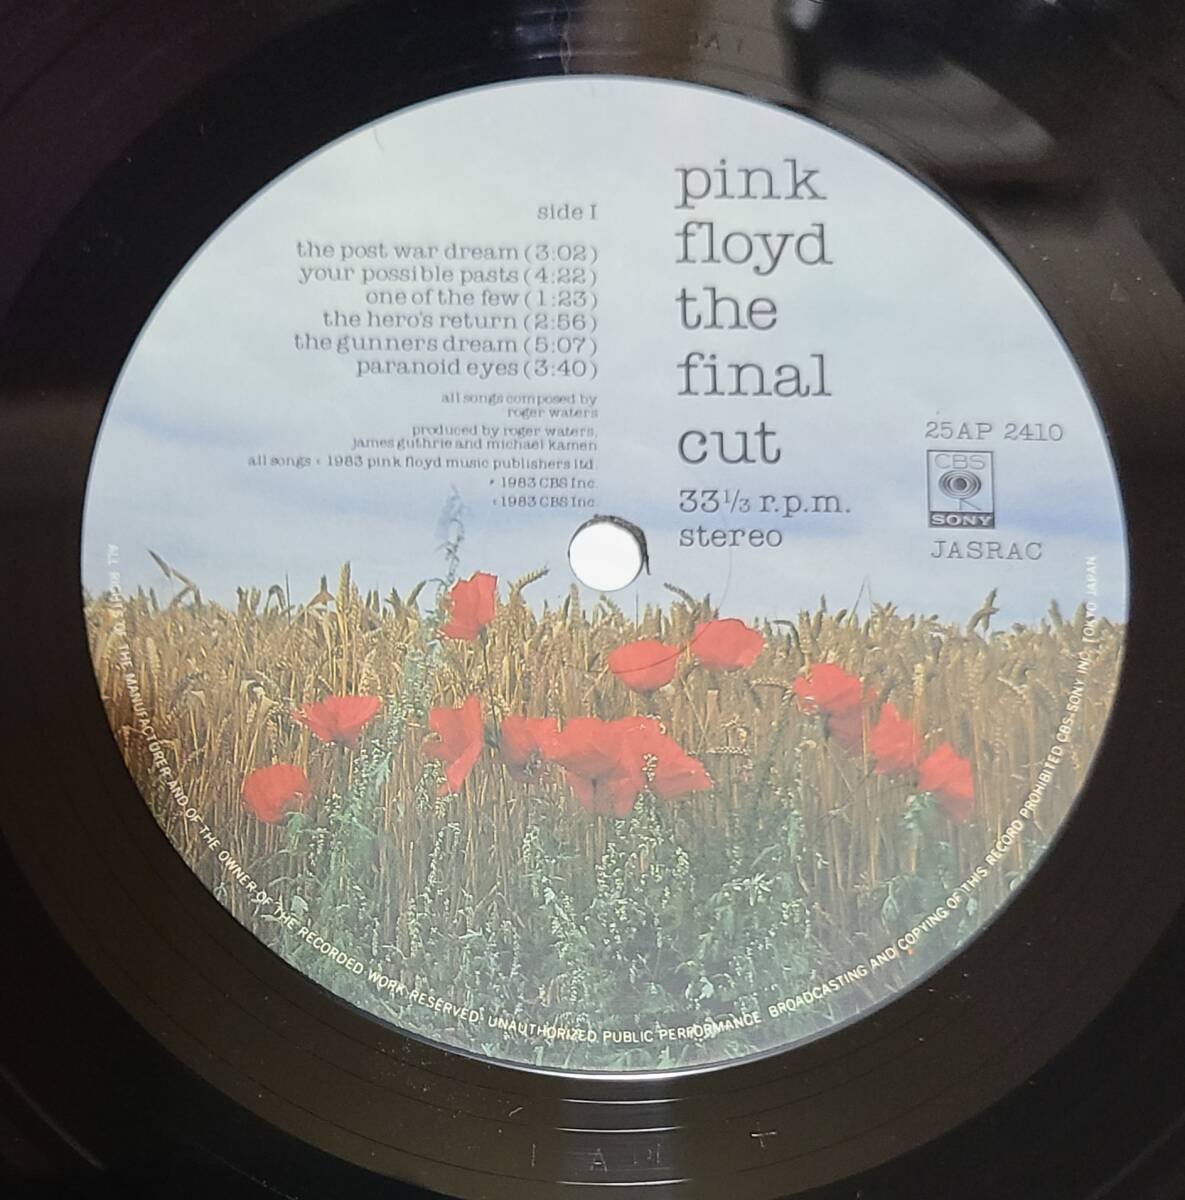 side I
the post war dream (3:02)
your possible pasts (4:22)
one of the few (1:23)
the hero's return (2:56)
the gunners dream (5:07)
paranoid eyes (3:40)
all songs composed by
roger waters
produced by roger waters,
james guthrie and michael kamen
all songs © 1983 pink floyd music publishers ltd.
℗ 1983 CBS Inc.
© 1983 CBS Inc.
pink
floyd
the
final
cut
33 1/3 r.p.m.
stereo
25AP 2410
CBS
SONY
JASRAC
ALL RIGHTS OF THE MANUFACTURER AND OF THE OWNER OF THE RECORDED WORK RESERVED. UNAUTHORIZED PUBLIC PERFORMANCE BROADCASTING AND COPYING OF THIS RECORD PROHIBITED CBS/SONY INC. TOKYO JAPAN